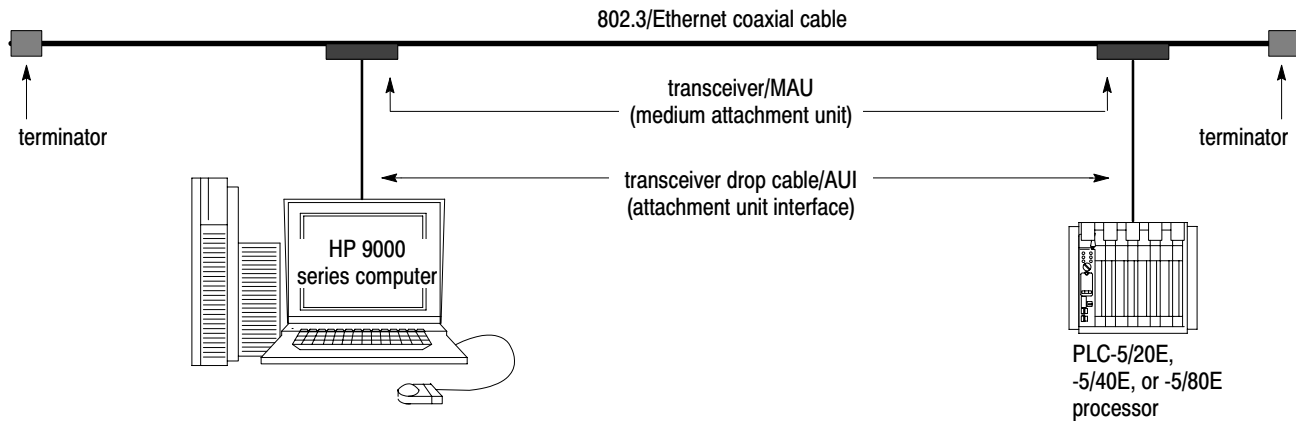 802.3/Ethernet coaxial cable
transceiver/MAU
(medium attachment unit)
terminator
terminator
transceiver drop cable/AUI
(attachment unit interface)
HP 9000
series computer
PLC-5/20E,
-5/40E, or -5/80E
processor